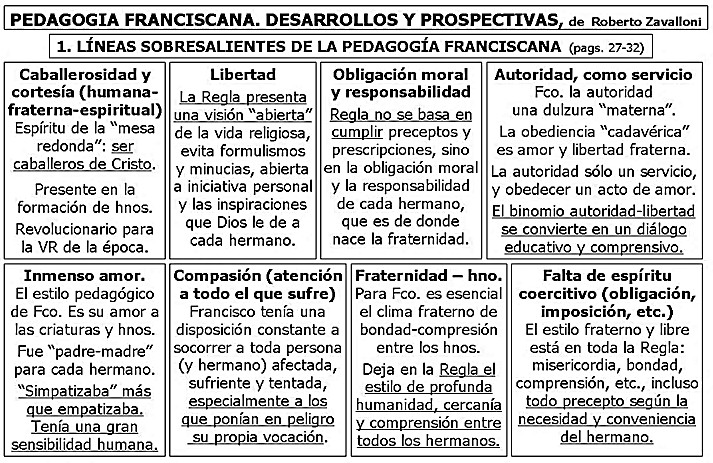 PEDAGOGIA FRANCISCANA. DESARROLLOS Y PROSPECTIVAS, de Roberto Zavalloni
1. LÍNEAS SOBRESALIENTES DE LA PEDAGOGÍA FRANCISCANA (pags. 27-32)
Caballerosidad y
cortesía (humana-
fraterna-espiritual)
Espíritu de la “mesa
redonda”: ser
caballeros de Cristo.
Presente en la
formación de hnos.
Revolucionario para
la VR de la época.
Libertad
La Regla presenta
una visión “abierta”
de la vida religiosa,
evita formulismos
y minucias, abierta
a iniciativa personal
y las inspiraciones
que Dios le de a
cada hermano.
Obligación moral
y responsabilidad
Regla no se basa en
cumplir preceptos y
prescripciones, sino
en la obligación moral
y la responsabilidad
de cada hermano,
que es de donde
nace la fraternidad.
Autoridad, como servicio
Fco. la autoridad
una dulzura “materna”.
La obediencia “cadavérica”
es amor y libertad fraterna.
La autoridad sólo un servicio,
y obedecer un acto de amor.
El binomio autoridad-libertad
se convierte en un diálogo
educativo y comprensivo.
Inmenso amor.
El estilo pedagógico
de Fco. Es su amor a
las criaturas y hnos.
Fue “padre-madre”
para cada hermano.
“Simpatizaba” más
que empatizaba.
Tenía una gran
sensibilidad humana.
Compasión (atención
a todo el que sufre)
Francisco tenía una
disposición constante a
socorrer a toda persona
(y hermano) afectada,
sufriente y tentada,
especialmente a los
que ponían en peligro
su propia vocación.
Fraternidad – hno.
Para Fco. es esencial
el clima fraterno de
bondad-compresión
entre los hnos.
Deja en la Regla el
estilo de profunda
humanidad, cercanía
y comprensión entre
todos los hermanos.
Falta de espíritu
coercitivo (obligación,
imposición, etc.)
El estilo fraterno y libre
está en toda la Regla:
misericordia, bondad,
comprensión, etc., incluso
todo precepto según la
necesidad y conveniencia
del hermano.